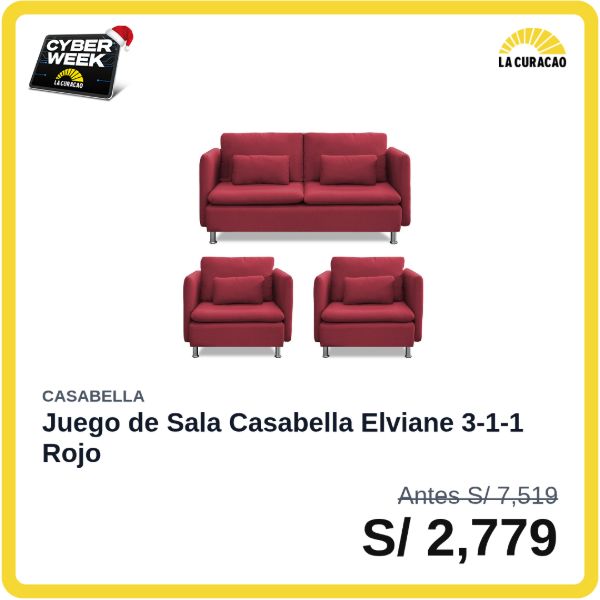 CYBER
WEEK
LA CURACAO
LA CURACAO
CASABELLA
Juego de Sala Casabella Elviane 3-1-1
Rojo
Antes S/ 7,519
S/ 2,779